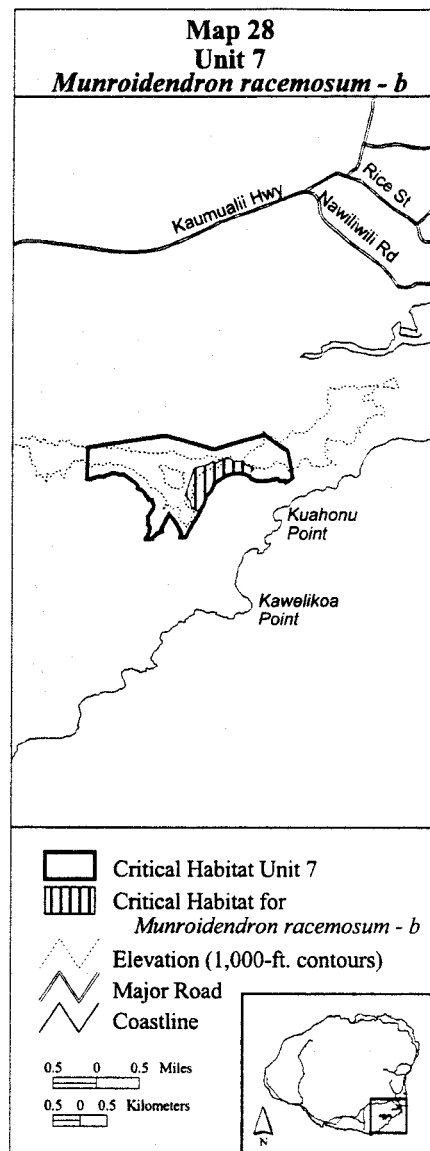 Map 28
Unit 7
Munroidendron racemosum - b
Rice St
Kaumualii Hwy
Nawiliwili Rd
Kuahonu
Point
Kawelikoa
Point
Critical Habitat Unit 7
Critical Habitat for
Munroidendron racemosum - b
Elevation (1,000-ft. contours)
Major Road
Coastline
0.5 0 0.5 Miles
0.5 0 0.5 Kilometers
N